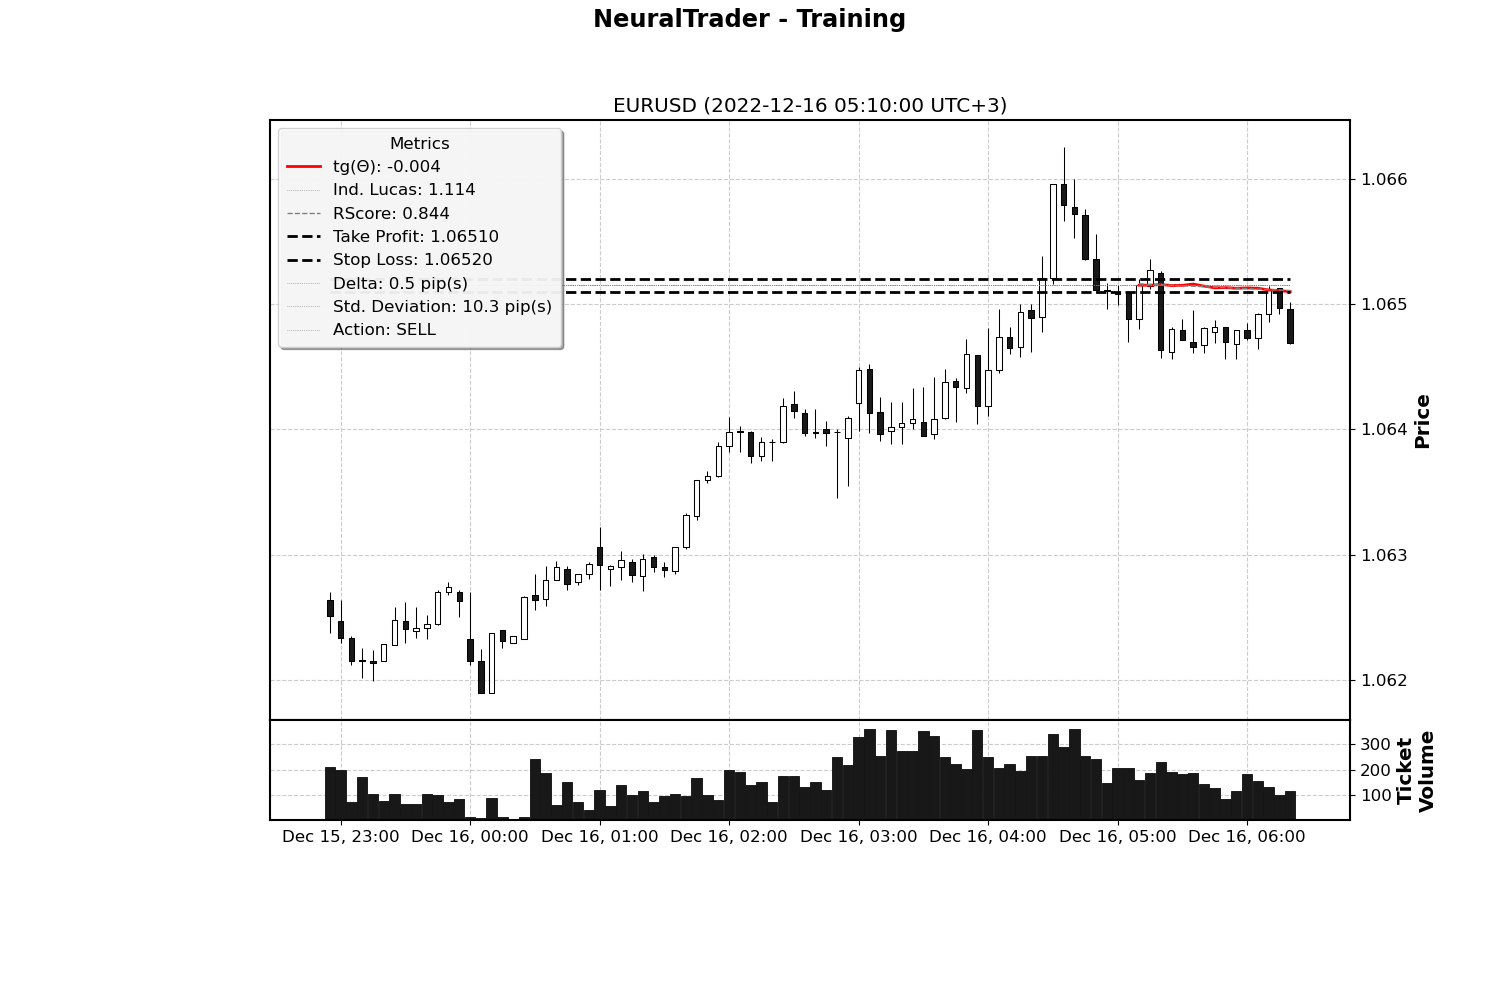 NeuralTrader - Training
EURUSD (2022-12-16 05:10:00 UTC+3)
Metrics
tg(Θ): -0.004
Ind. Lucas: 1.114
RScore: 0.844
Take Profit: 1.06510
Stop Loss: 1.06520
Delta: 0.5 pip(s)
Std. Deviation: 10.3 pip(s)
Action: SELL
1.066
1.065
1.064
1.063
1.062
Price
300
200
100
Ticket
Volume
Dec 15, 23:00
Dec 16, 00:00
Dec 16, 01:00
Dec 16, 02:00
Dec 16, 03:00
Dec 16, 04:00
Dec 16, 05:00
Dec 16, 06:00